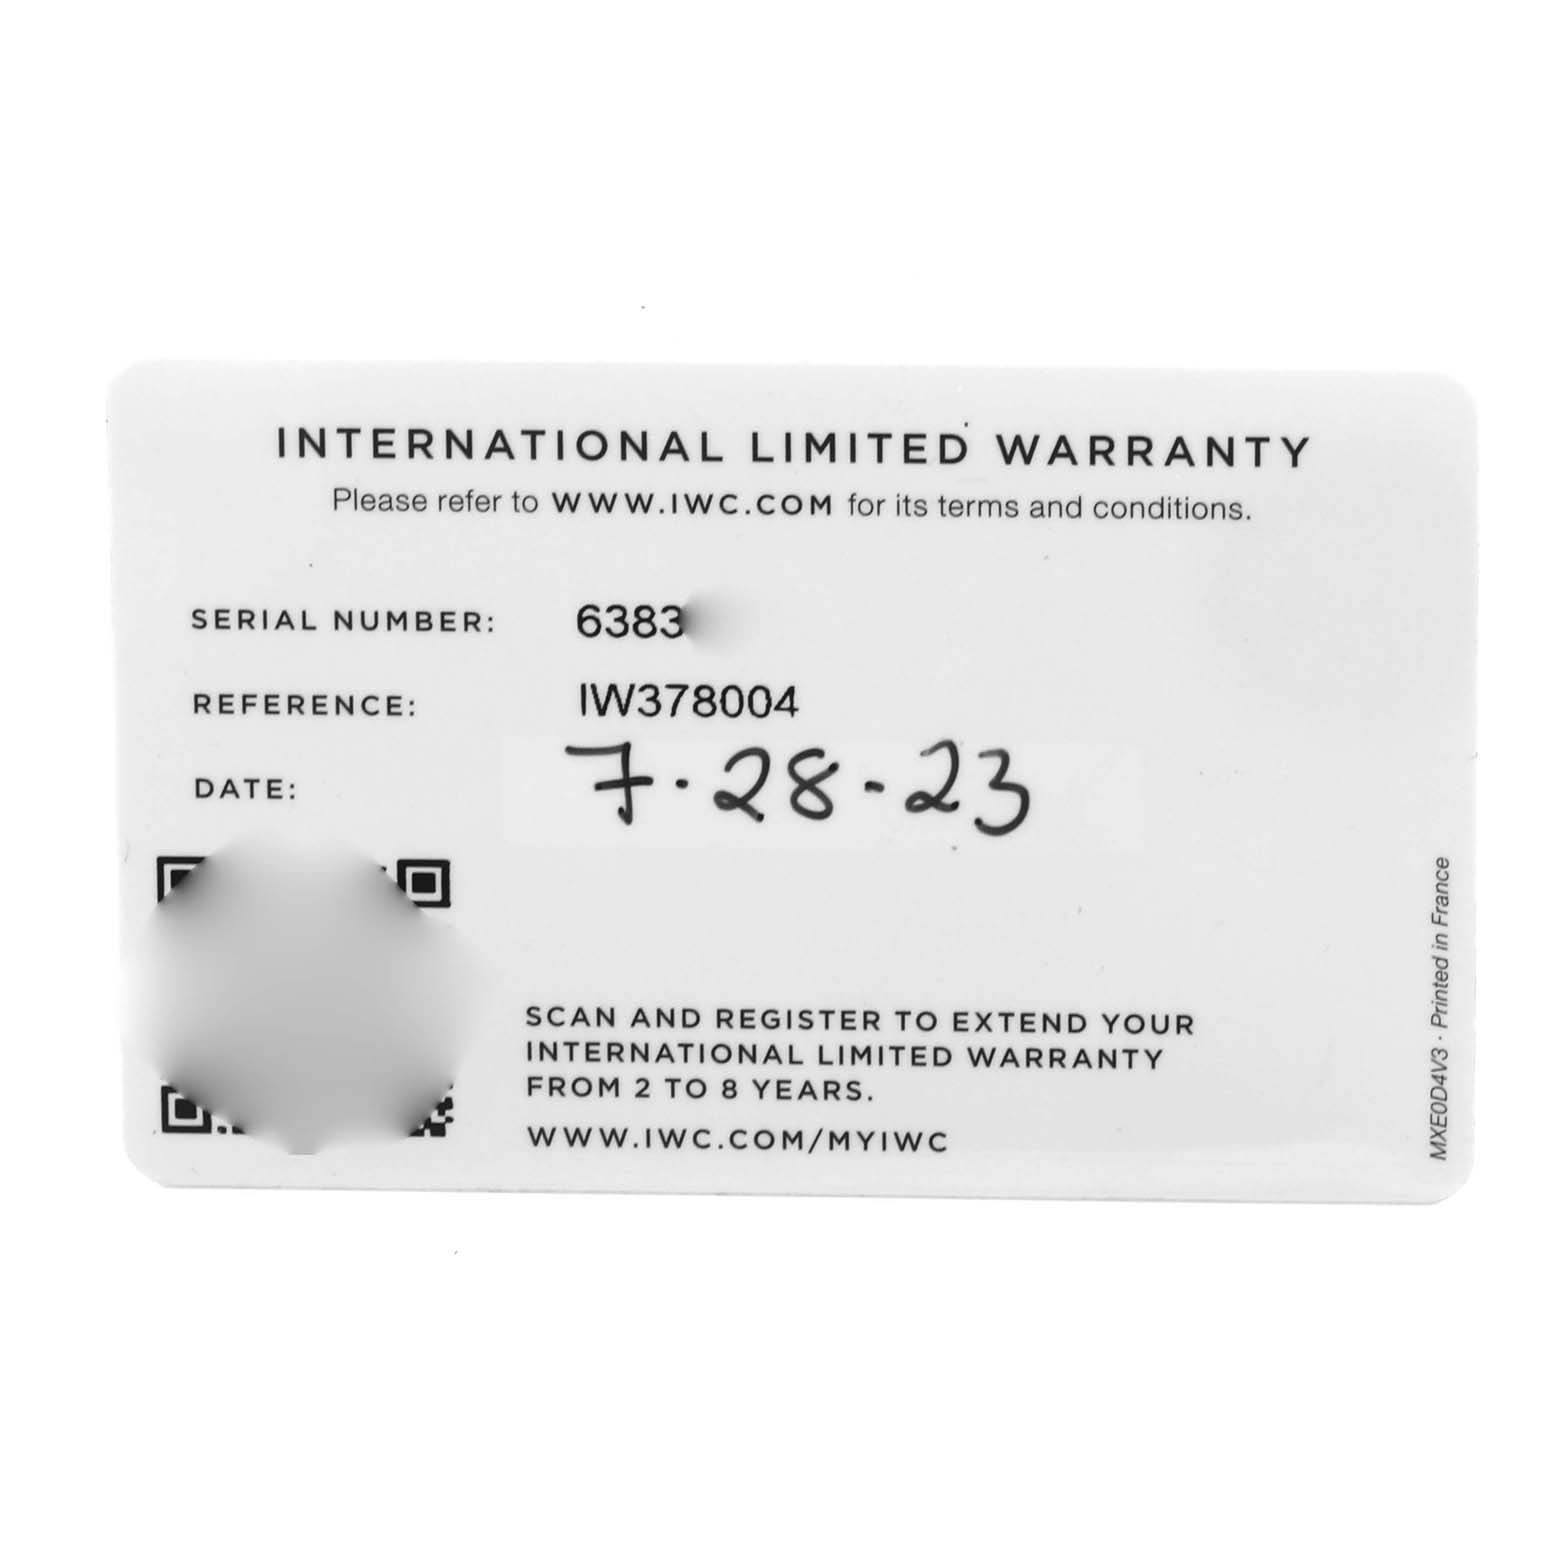 INTERNATIONAL LIMITED WARRANTY
Please refer to WWW.IWC.COM for its terms and conditions.
SERIAL NUMBER: 6383
REFERENCE: IW378004
DATE: 7-28-23
SCAN AND REGISTER TO EXTEND YOUR
INTERNATIONAL LIMITED WARRANTY
FROM 2 TO 8 YEARS.
WWW.IWC.COM/MYIWC
MXE0D4V3 · Printed in France